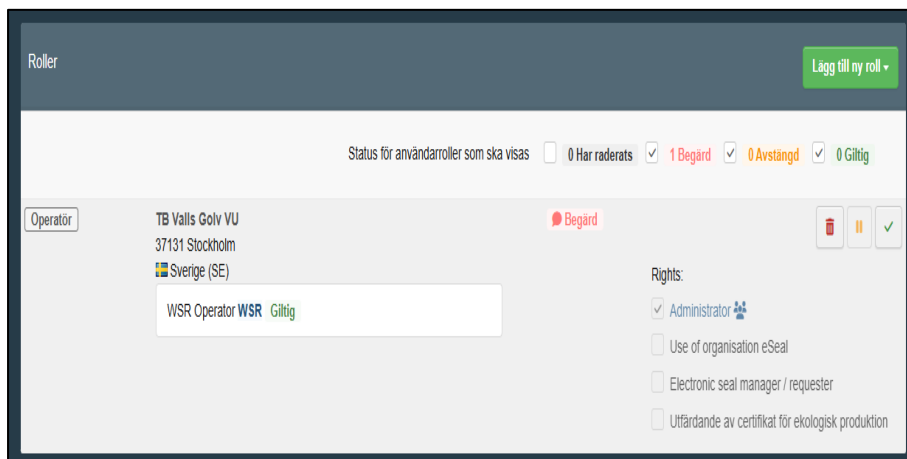 Roller
Lägg till ny roll
Status för användarroller som ska visas 0 Har raderats 1 Begärd 0 Avstängd 0 Giltig
Operatör
TB Valls Golv VU
Begärd
37131 Stockholm
Sverige (SE)
WSR Operator WSR Giltig
Rights:
Administrator
Use of organisation eSeal
Electronic seal manager / requester
Utfärdande av certifikat för ekologisk produktion